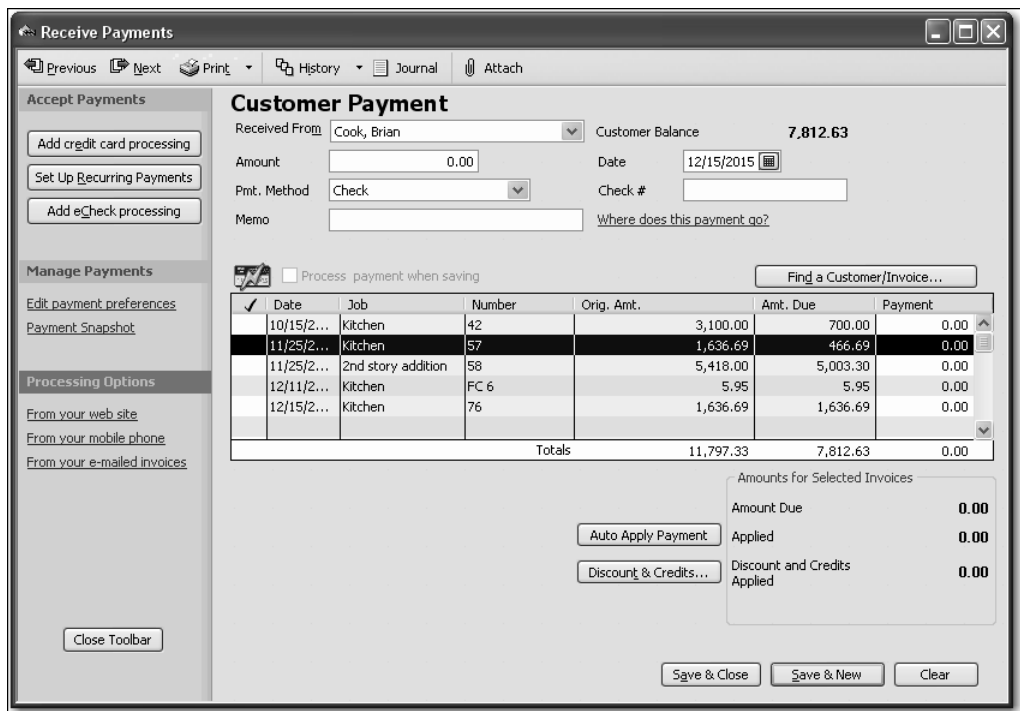 Receive Payments
Previous Next Print History Journal Attach
Accept Payments
Add credit card processing
Set Up Recurring Payments
Add eCheck processing
Manage Payments
Edit payment preferences
Payment Snapshot
Processing Options
From your web site
From your mobile phone
From your e-mailed invoices
Close Toolbar
Customer Payment
Received From Cook, Brian Customer Balance 7,812.63
Amount 0.00 Date 12/15/2015
Pmt. Method Check Check #
Memo Where does this payment go?
Process payment when saving Find a Customer/Invoice...
✓ Date Job Number Orig. Amt. Amt. Due Payment
10/15/2... Kitchen 42 3,100.00 700.00 0.00
11/25/2... Kitchen 57 1,636.69 466.69 0.00
11/25/2... 2nd story addition 58 5,418.00 5,003.30 0.00
12/11/2... Kitchen FC 6 5.95 5.95 0.00
12/15/2... Kitchen 76 1,636.69 1,636.69 0.00
Totals 11,797.33 7,812.63 0.00
Amounts for Selected Invoices
Amount Due 0.00
Auto Apply Payment Applied 0.00
Discount & Credits... Discount and Credits
Applied 0.00
Save & Close Save & New Clear